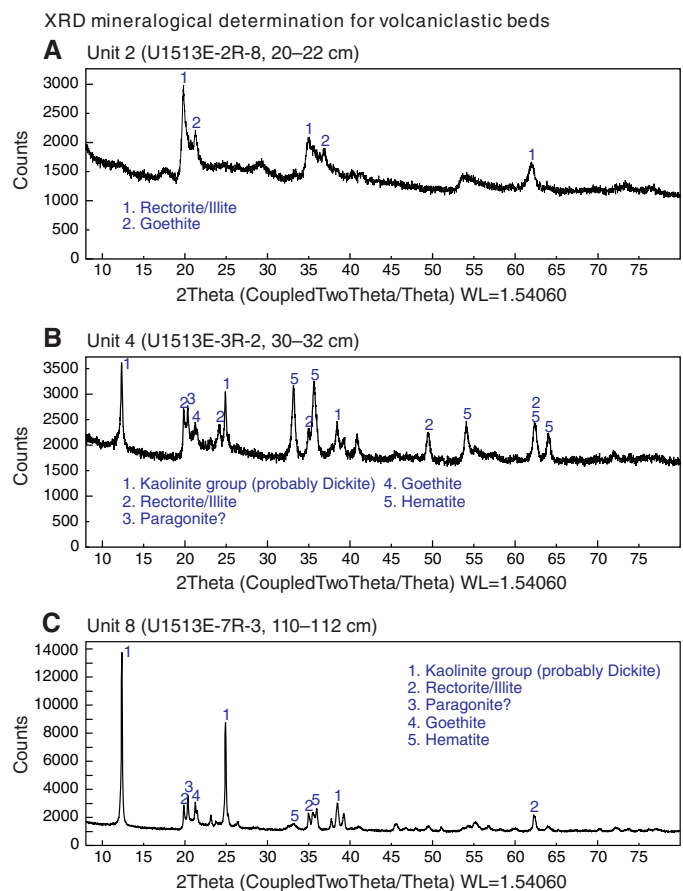 XRD mineralogical determination for volcaniclastic beds
A Unit 2 (U1513E-2R-8, 20–22 cm)
Counts
3000
2500
2000
1500
1000
500
0
1
2
1
2
1
1. Rectorite/Illite
2. Goethite
10 15 20 25 30 35 40 45 50 55 60 65 70 75
2Theta (CoupledTwoTheta/Theta) WL=1.54060
B Unit 4 (U1513E-3R-2, 30–32 cm)
Counts
3500
3000
2500
2000
1500
1000
500
0
1
2
3
4
2
1
5
2
5
1
2
5
2
5
5
1. Kaolinite group (probably Dickite) 4. Goethite
2. Rectorite/Illite 5. Hematite
3. Paragonite?
10 15 20 25 30 35 40 45 50 55 60 65 70 75
2Theta (CoupledTwoTheta/Theta) WL=1.54060
C Unit 8 (U1513E-7R-3, 110–112 cm)
Counts
14000
12000
10000
8000
6000
4000
2000
0
1
2
3
4
1
5
2
5
1
2
1. Kaolinite group (probably Dickite)
2. Rectorite/Illite
3. Paragonite?
4. Goethite
5. Hematite
10 15 20 25 30 35 40 45 50 55 60 65 70 75
2Theta (CoupledTwoTheta/Theta) WL=1.54060